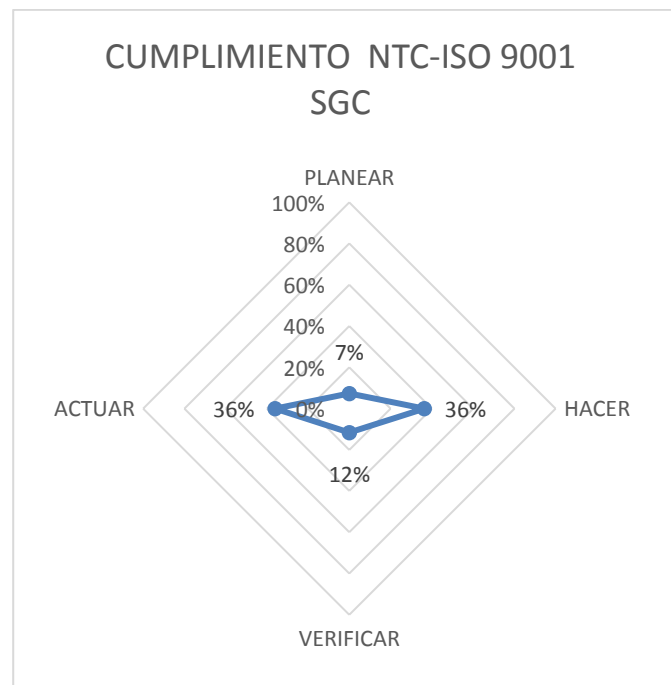 CUMPLIMIENTO NTC-ISO 9001
SGC
PLANEAR
100%
80%
60%
40%
7%
20%
ACTUAR
36%
0%
36%
HACER
12%
VERIFICAR